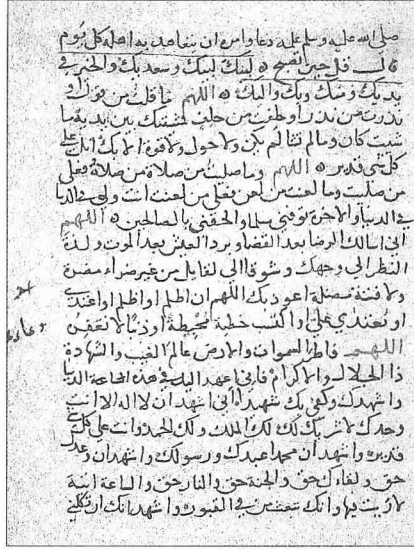 صلى الله عليه وسلم علمه دعا وامره ان يتعاهد به اهله كل يوم
قال قل حين تصبح لبيك اللهم لبيك وسعديك والخير في
يديك ومنك وبك واليك اللهم ما قلت من قول او
نذرت من نذر او حلفت من حلف فمشيتك بين يديه ما
شيت كان وما لم تشا لم يكن ولا حول ولا قوة الا بك انك على
كل شي قدير اللهم وما صليت من صلاة فعلى
من صليت وما لعنت من لعن فعلى من لعنت انت وليي
في الدنيا والاخرة توفني مسلما والحقني بالصالحين اللهم
اني اسالك الرضا بعد القضا وبرد العيش بعد الموت ولذة
النظر الى وجهك وشوقا الى لقايك من غير ضراء مضرة
ولا فتنة مضلة اعوذ بك اللهم ان اظلم او اظلم او اعتدي
او يعتدى علي او اكتسب خطية محيطة او ذنبا لا تغفره
اللهم فاطر السموات والارض عالم الغيب والشهادة
ذا الجلال والاكرام فاني اعهد اليك في هذه الحياة الدنيا
واشهدك وكفى بك شهيدا اني اشهد ان لا اله الا انت
وحدك لا شريك لك لك الملك ولك الحمد وانت على كل شي
قدير واشهد ان محمدا عبدك ورسولك واشهد ان وعدك
حق ولقاءك حق والجنة حق والنار حق والساعة اتية
لا ريب فيها وانك تبعث من في القبور واشهد انك ان تكلني